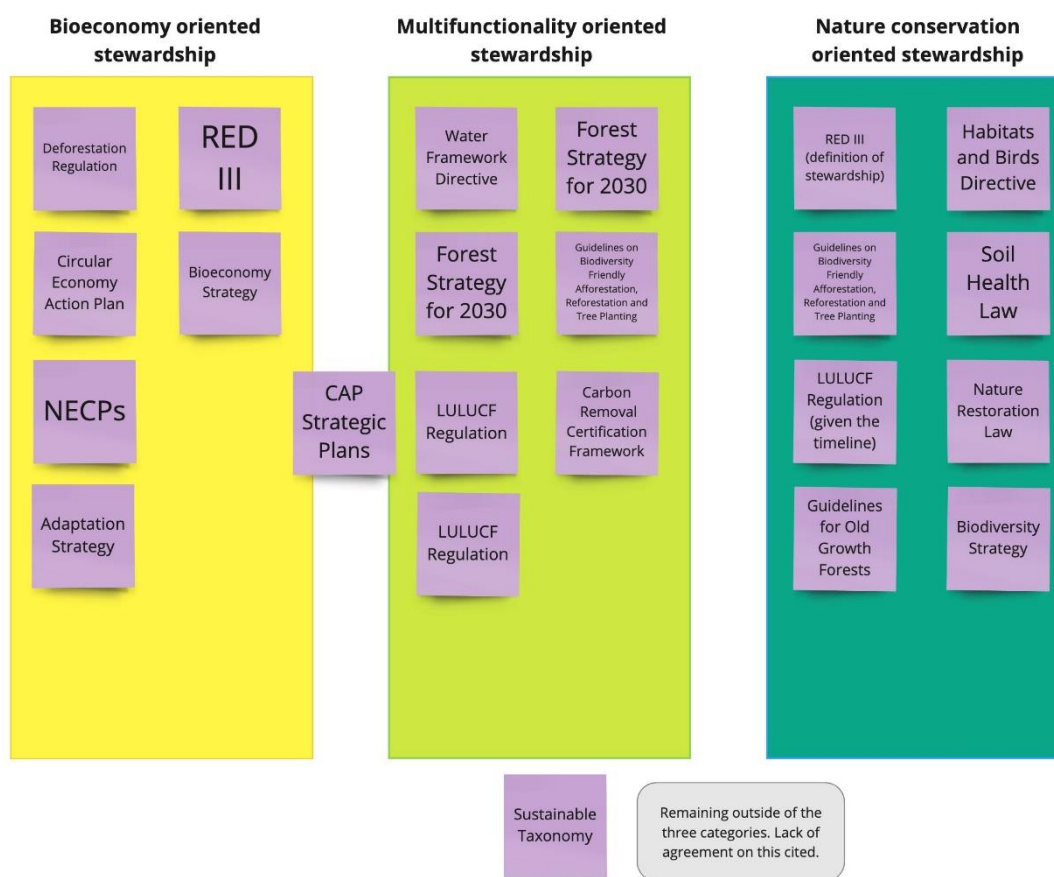 Bioeconomy oriented
stewardship
Multifunctionality oriented
stewardship
Nature conservation
oriented stewardship
Deforestation
Regulation
RED
III
Circular
Economy
Action Plan
Bioeconomy
Strategy
NECPs
Adaptation
Strategy
CAP
Strategic
Plans
Water
Framework
Directive
Forest
Strategy
for 2030
Forest
Strategy
for 2030
Guidelines on
Biodiversity
Friendly
Afforestation,
Reforestation and
Tree Planting
LULUCF
Regulation
Carbon
Removal
Certification
Framework
LULUCF
Regulation
RED III
(definition of
stewardship)
Habitats
and Birds
Directive
Guidelines on
Biodiversity
Friendly
Afforestation,
Reforestation and
Tree Planting
Soil
Health
Law
LULUCF
Regulation
(given the
timeline)
Nature
Restoration
Law
Guidelines
for Old
Growth
Forests
Biodiversity
Strategy
Sustainable
Taxonomy
Remaining outside of the
three categories. Lack of
agreement on this cited.